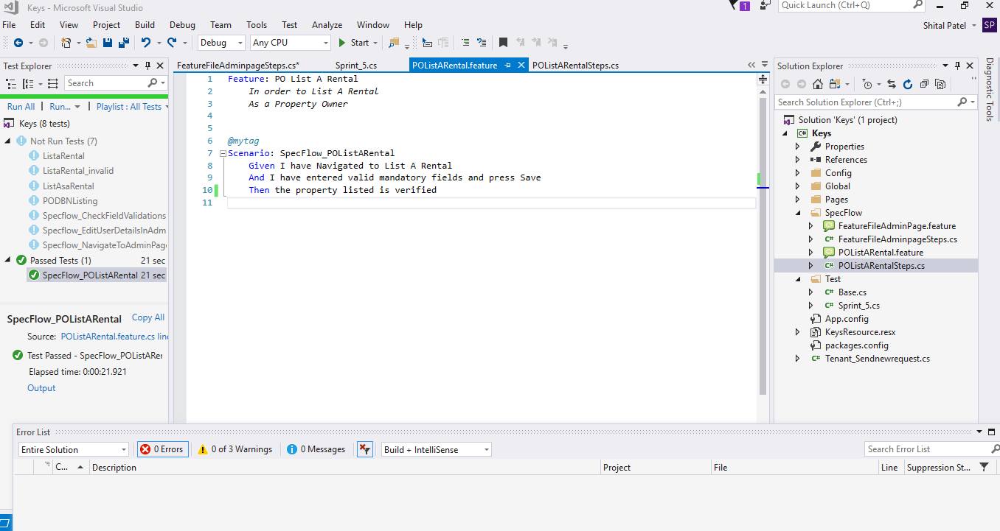 Keys - Microsoft Visual Studio
1
Quick Launch (Ctrl+Q)
File Edit View Project Build Debug Team Tools Test Analyze Window Help
Shital Patel SP
Debug Any CPU Start
Test Explorer
FeatureFileAdminpageSteps.cs* Sprint_5.cs POListARental.feature POListARentalSteps.cs
Solution Explorer
Diagnostic Tools
Search
Search Solution Explorer (Ctrl+;)
Run All Run... Playlist : All Tests
Keys (8 tests)
Not Run Tests (7)
ListaRental
ListaRental_invalid
ListAsaRental
PODBNListing
Specflow_CheckFieldValidations
Specflow_EditUserDetailsInAdm
Specflow_NavigateToAdminPage
Passed Tests (1) 21 sec
SpecFlow_POListARental 21 sec
SpecFlow_POListARental Copy All
Source: POListARental.feature.cs line
Test Passed - SpecFlow_POListARer
Elapsed time: 0:00:21.921
Output
1 Feature: PO List A Rental
2 In order to List A Rental
3 As a Property Owner
4
5
6 @mytag
7 Scenario: SpecFlow_POListARental
8 Given I have Navigated to List A Rental
9 And I have entered valid mandatory fields and press Save
10 Then the property listed is verified
11
Solution 'Keys' (1 project)
C# Keys
Properties
References
Config
Global
Pages
SpecFlow
FeatureFileAdminPage.feature
C# FeatureFileAdminpageSteps.cs
POListARental.feature
C# POListARentalSteps.cs
Test
C# Base.cs
C# Sprint_5.cs
App.config
KeysResource.resx
packages.config
C# Tenant_Sendnewrequest.cs
Error List
Entire Solution 0 Errors 0 of 3 Warnings 0 Messages Build + IntelliSense Search Error List
C... Description Project File Line Suppression St...